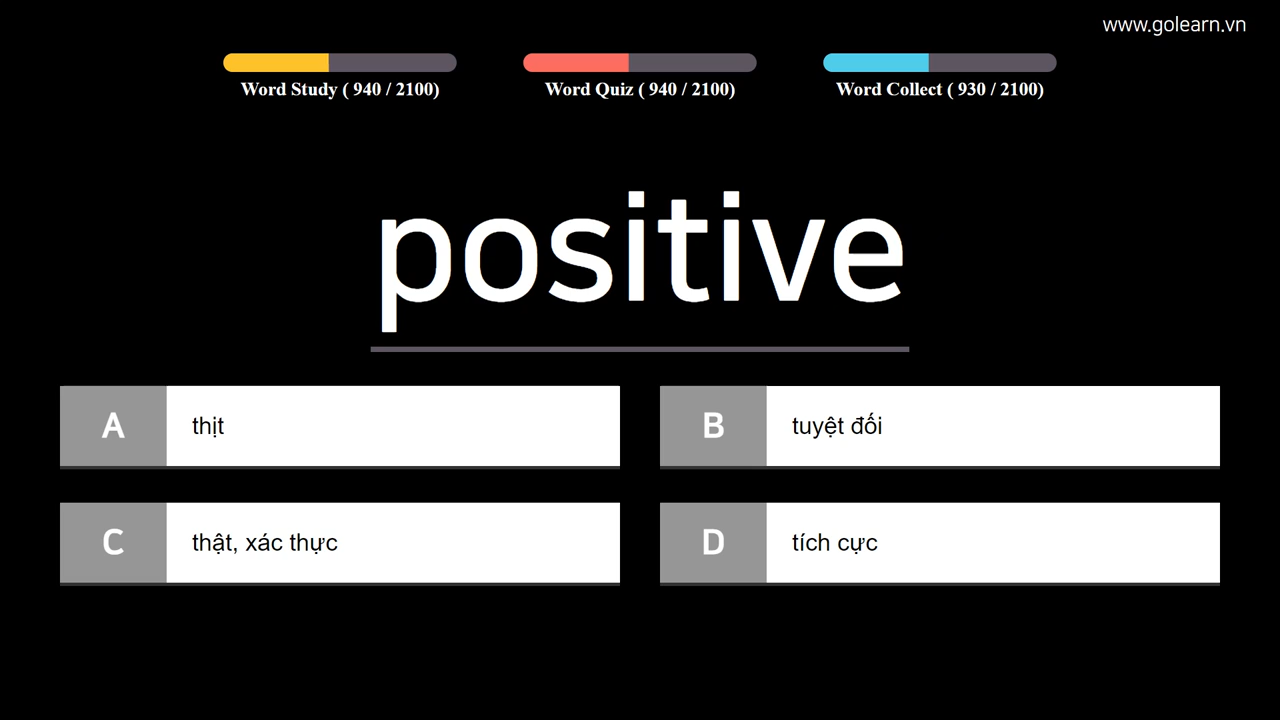 www.golearn.vn
Word Study ( 940 / 2100)
Word Quiz ( 940 / 2100)
Word Collect ( 930 / 2100)
positive
A thịt
B tuyệt đối
C thật, xác thực
D tích cực